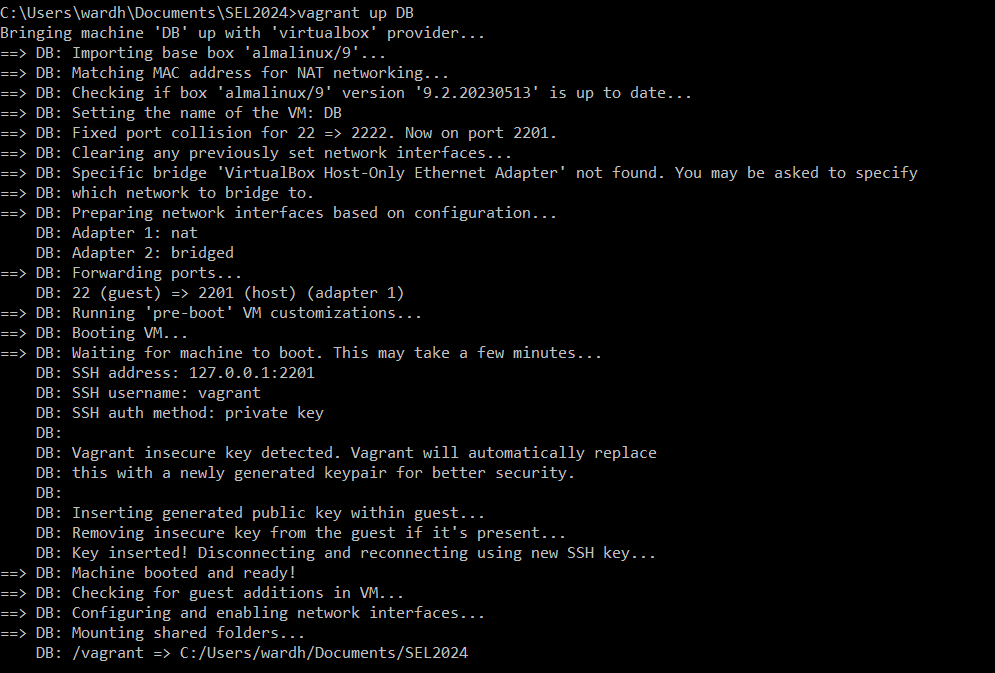 C:\Users\wardh\Documents\SEL2024>vagrant up DB
Bringing machine 'DB' up with 'virtualbox' provider...
==> DB: Importing base box 'almalinux/9'...
==> DB: Matching MAC address for NAT networking...
==> DB: Checking if box 'almalinux/9' version '9.2.20230513' is up to date...
==> DB: Setting the name of the VM: DB
==> DB: Fixed port collision for 22 => 2222. Now on port 2201.
==> DB: Clearing any previously set network interfaces...
==> DB: Specific bridge 'VirtualBox Host-Only Ethernet Adapter' not found. You may be asked to specify
==> DB: which network to bridge to.
==> DB: Preparing network interfaces based on configuration...
    DB: Adapter 1: nat
    DB: Adapter 2: bridged
==> DB: Forwarding ports...
    DB: 22 (guest) => 2201 (host) (adapter 1)
==> DB: Running 'pre-boot' VM customizations...
==> DB: Booting VM...
==> DB: Waiting for machine to boot. This may take a few minutes...
    DB: SSH address: 127.0.0.1:2201
    DB: SSH username: vagrant
    DB: SSH auth method: private key
    DB:
    DB: Vagrant insecure key detected. Vagrant will automatically replace
    DB: this with a newly generated keypair for better security.
    DB:
    DB: Inserting generated public key within guest...
    DB: Removing insecure key from the guest if it's present...
    DB: Key inserted! Disconnecting and reconnecting using new SSH key...
==> DB: Machine booted and ready!
==> DB: Checking for guest additions in VM...
==> DB: Configuring and enabling network interfaces...
==> DB: Mounting shared folders...
    DB: /vagrant => C:/Users/wardh/Documents/SEL2024